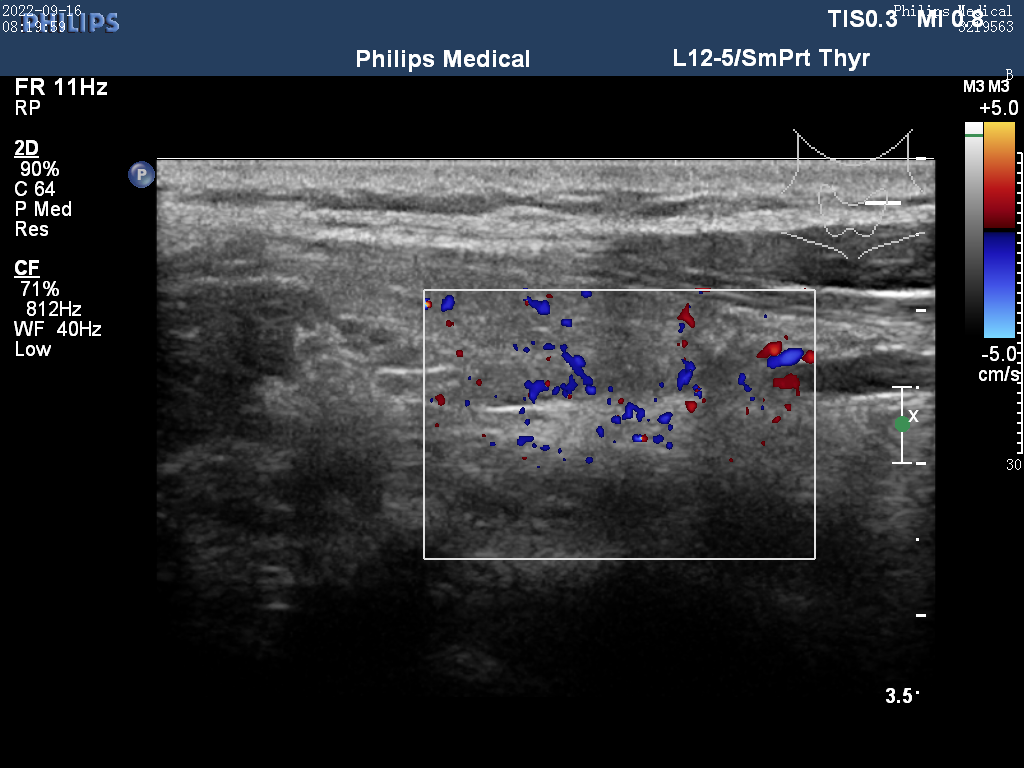 2022-09-16
08:19:59
PHILIPS
TIS0.3 MI 0.8
Philips Medical
3219563
Philips Medical
L12-5/SmPrt Thyr
FR 11Hz
RP
2D
90%
C 64
P Med
Res
CF
71%
812Hz
WF 40Hz
Low
P
B
M3 M3
+5.0
-5.0
cm/s
X
30
3.5